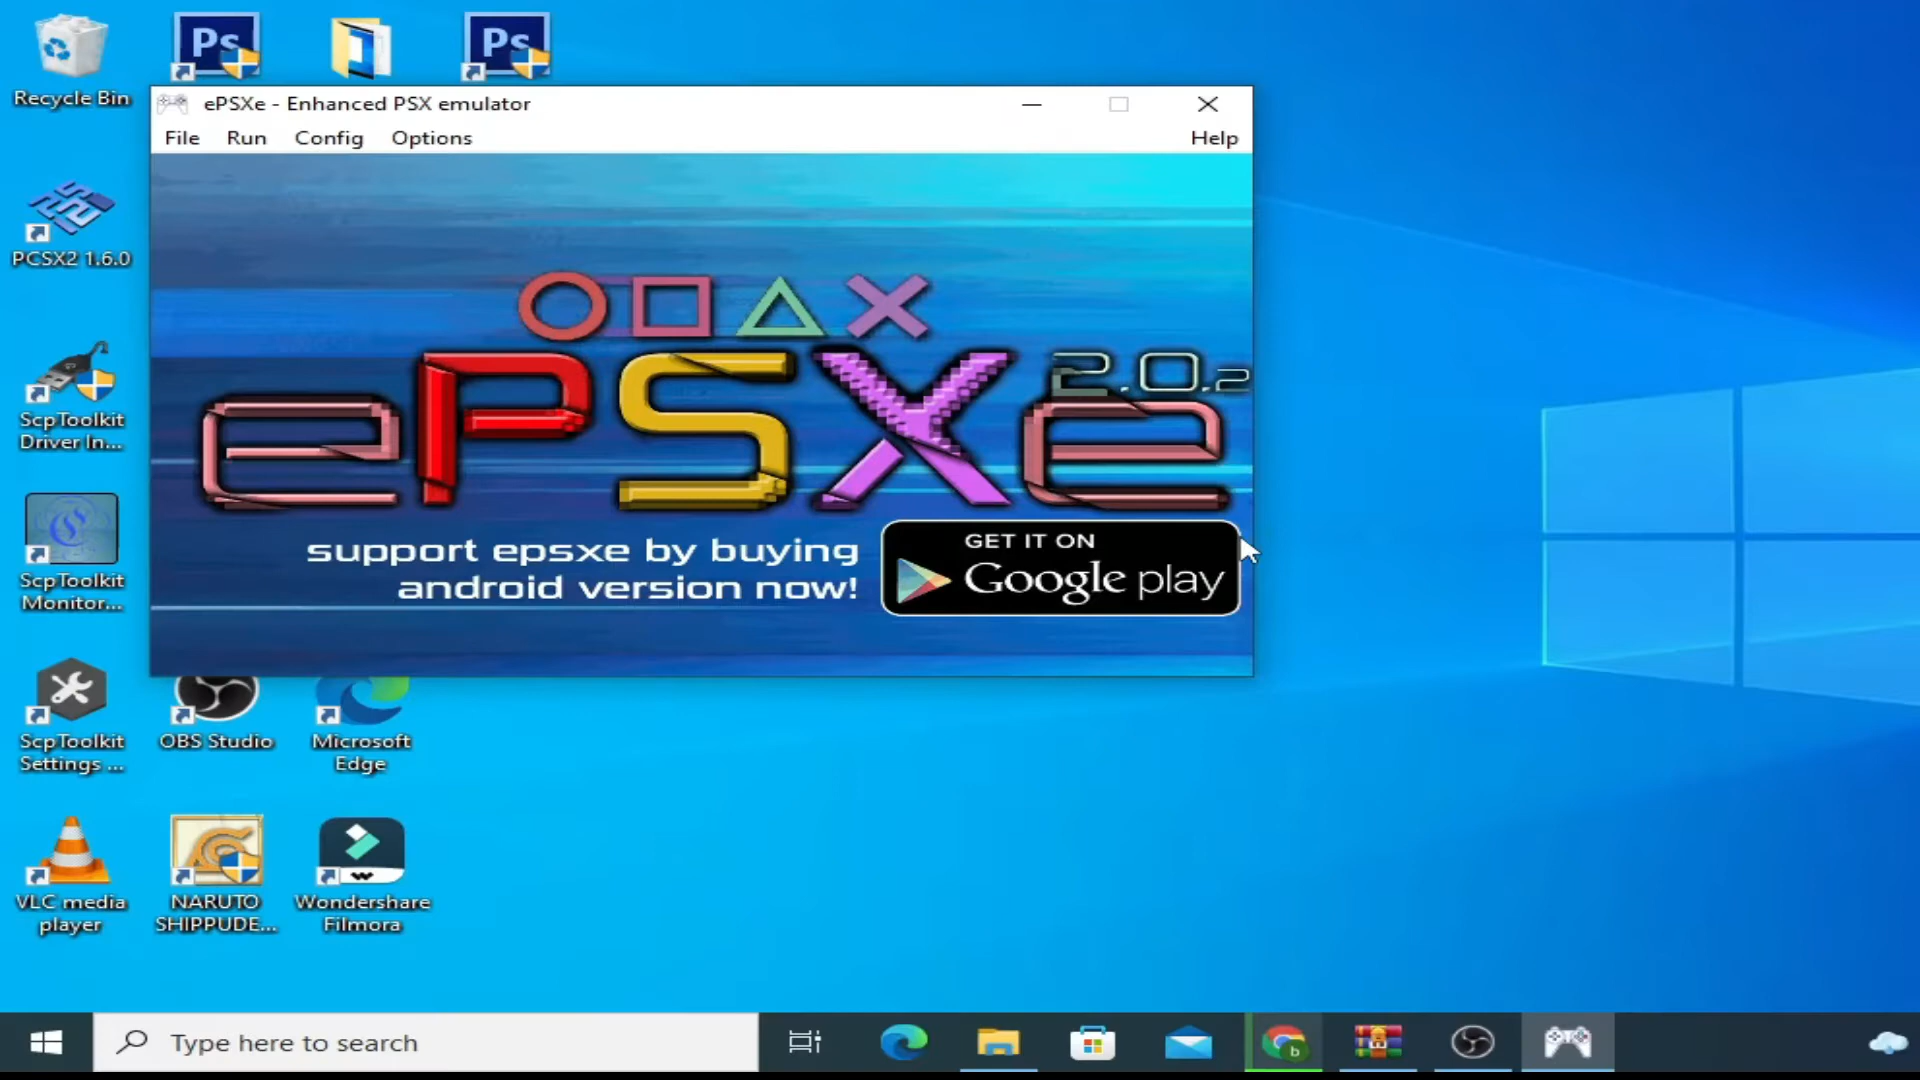 Recycle Bin
Ps
Ps
ePSXe - Enhanced PSX emulator
File Run Config Options Help
PCSX2 1.6.0
ePSXe 2.0.2
support epsxe by buying
android version now!
GET IT ON
Google play
ScpToolkit
Driver In...
ScpToolkit
Monitor...
ScpToolkit
Settings ...
OBS Studio
Microsoft
Edge
VLC media
player
NARUTO
SHIPPUDE...
Wondershare
Filmora
Type here to search
b